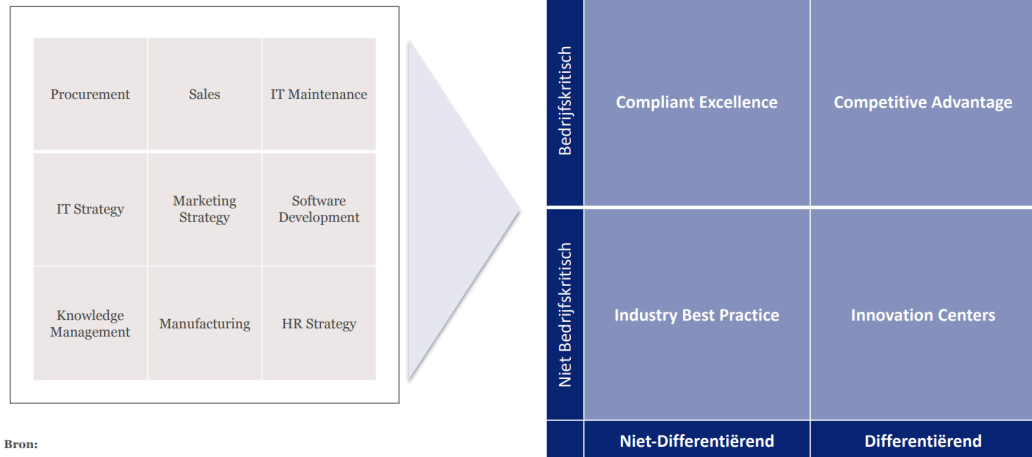 Procurement
Sales
IT Maintenance
IT Strategy
Marketing
Strategy
Software
Development
Knowledge
Management
Manufacturing
HR Strategy
Bron:
Bedrijfskritisch
Compliant Excellence
Competitive Advantage
Niet Bedrijfskritisch
Industry Best Practice
Innovation Centers
Niet-Differentiërend
Differentiërend